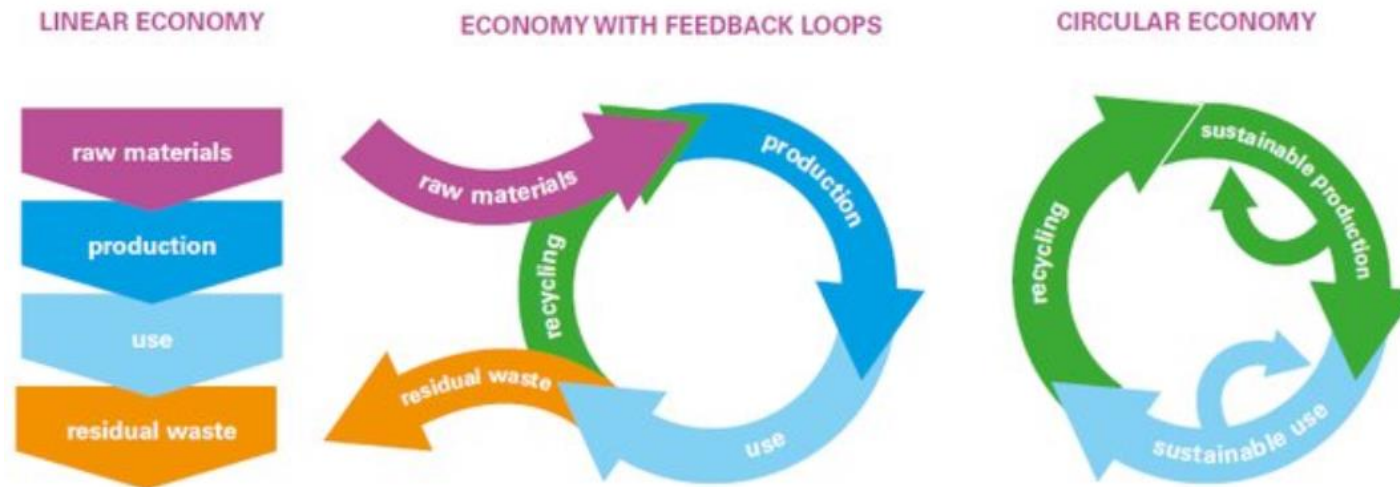 LINEAR ECONOMY
raw materials
production
use
residual waste
ECONOMY WITH FEEDBACK LOOPS
raw materials
production
recycling
residual waste
use
CIRCULAR ECONOMY
sustainable production
recycling
sustainable use